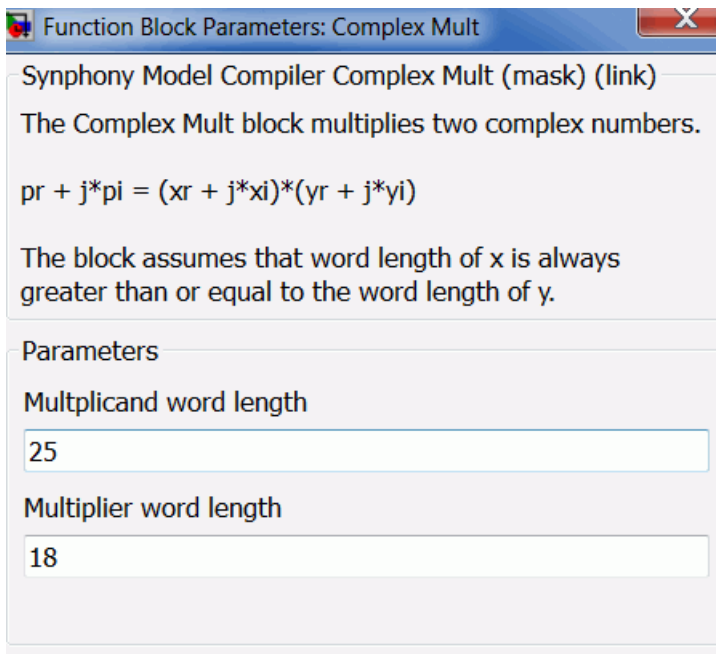 Function Block Parameters: Complex Mult
Synphony Model Compiler Complex Mult (mask) (link)
The Complex Mult block multiplies two complex numbers.
pr + j*pi = (xr + j*xi)*(yr + j*yi)
The block assumes that word length of x is always
greater than or equal to the word length of y.
Parameters
Multplicand word length
25
Multiplier word length
18